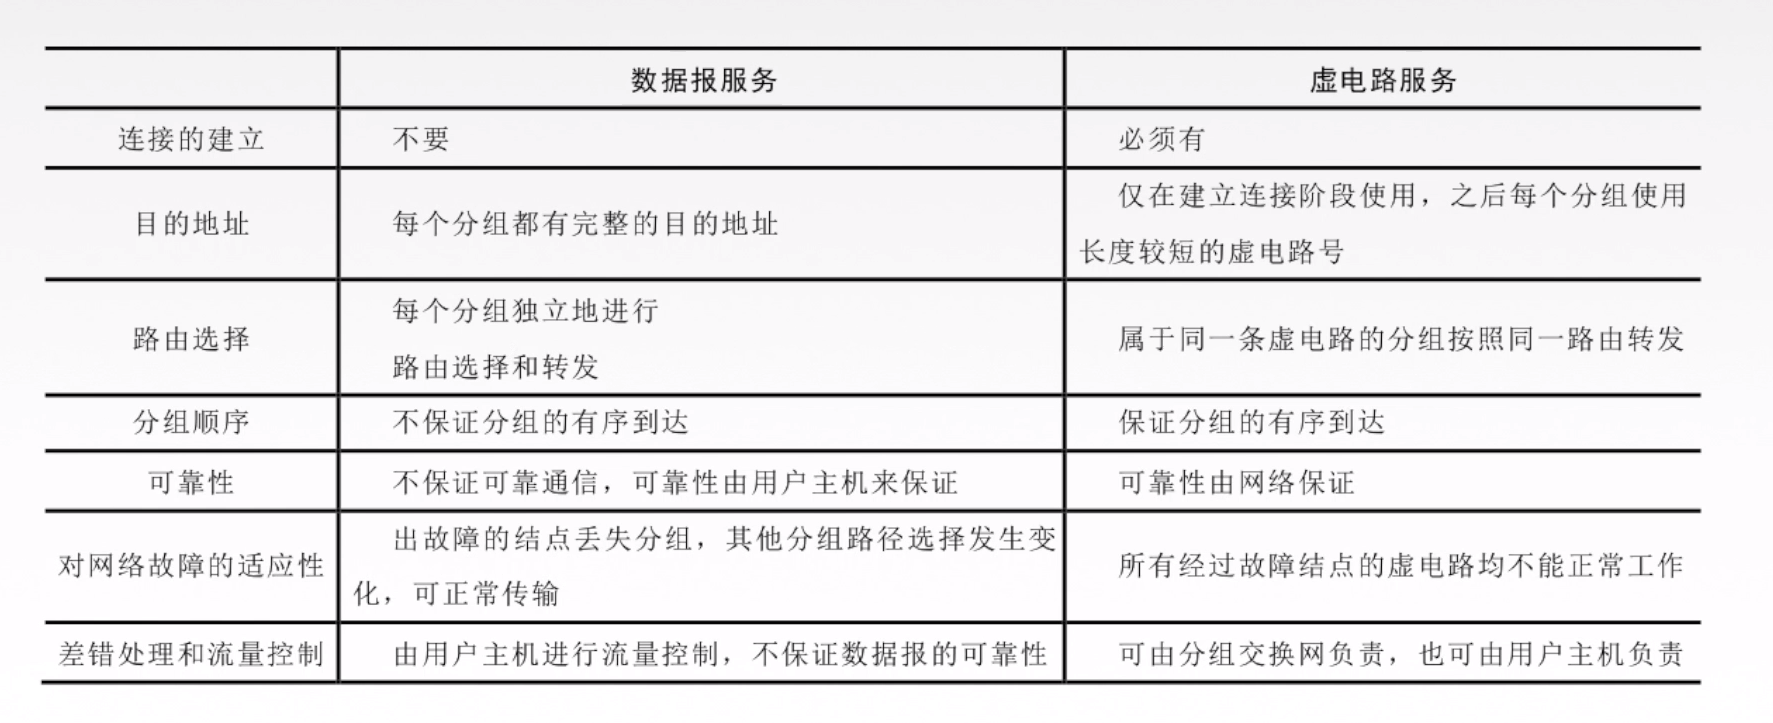 数据报服务 虚电路服务
连接的建立 不要 必须有
目的地址 每个分组都有完整的目的地址 仅在建立连接阶段使用，之后每个分组使用
长度较短的虚电路号
路由选择 每个分组独立地进行
路由选择和转发 属于同一条虚电路的分组按照同一路由转发
分组顺序 不保证分组的有序到达 保证分组的有序到达
可靠性 不保证可靠通信，可靠性由用户主机来保证 可靠性由网络保证
对网络故障的适应性 出故障的结点丢失分组，其他分组路径选择发生变
化，可正常传输 所有经过故障结点的虚电路均不能正常工作
差错处理和流量控制 由用户主机进行流量控制，不保证数据报的可靠性 可由分组交换网负责，也可由用户主机负责